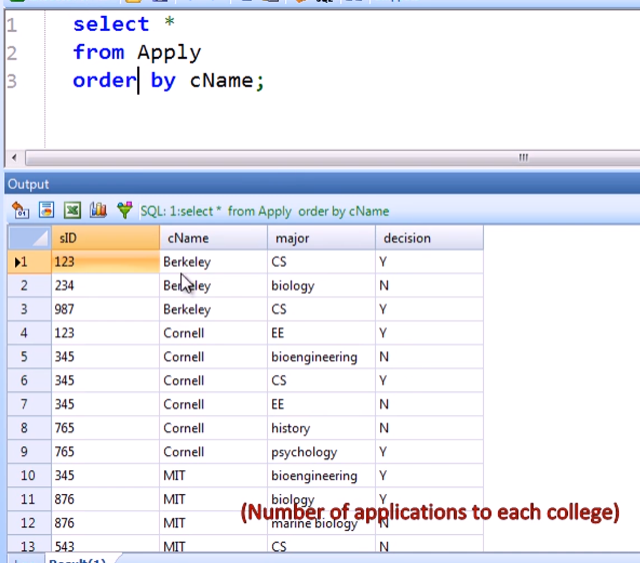 1 select *
2 from Apply
3 order by cName;
Output
SQL: 1:select * from Apply order by cName
sID cName major decision
1 123 Berkeley CS Y
2 234 Berkeley biology N
3 987 Berkeley CS Y
4 123 Cornell EE Y
5 345 Cornell bioengineering N
6 345 Cornell CS Y
7 345 Cornell EE N
8 765 Cornell history N
9 765 Cornell psychology Y
10 345 MIT bioengineering Y
11 876 MIT biology Y
(Number of applications to each college)
12 876 MIT marine biology N
13 543 MIT CS N
Result(1)